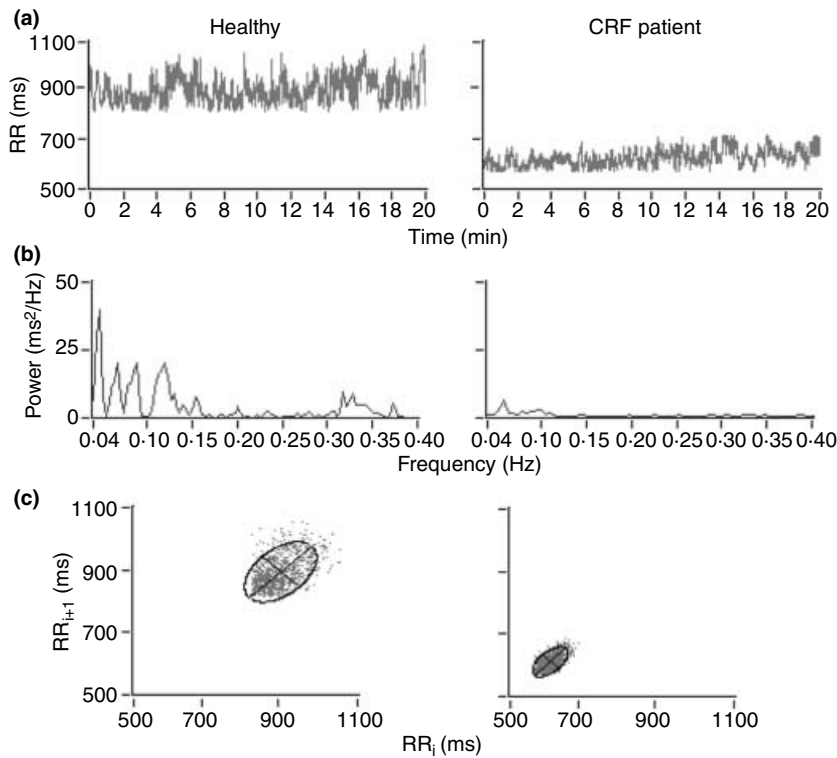 (a)
Healthy
CRF patient
RR (ms)
1100
900
700
500
0 2 4 6 8 10 12 14 16 18 20
0 2 4 6 8 10 12 14 16 18 20
Time (min)
(b)
Power (ms²/Hz)
50
25
0
0·04 0·10 0·15 0·20 0·25 0·30 0·35 0·40
0·04 0·10 0·15 0·20 0·25 0·30 0·35 0·40
Frequency (Hz)
(c)
RRi+1 (ms)
1100
900
700
500
500 700 900 1100
500 700 900 1100
RRi (ms)